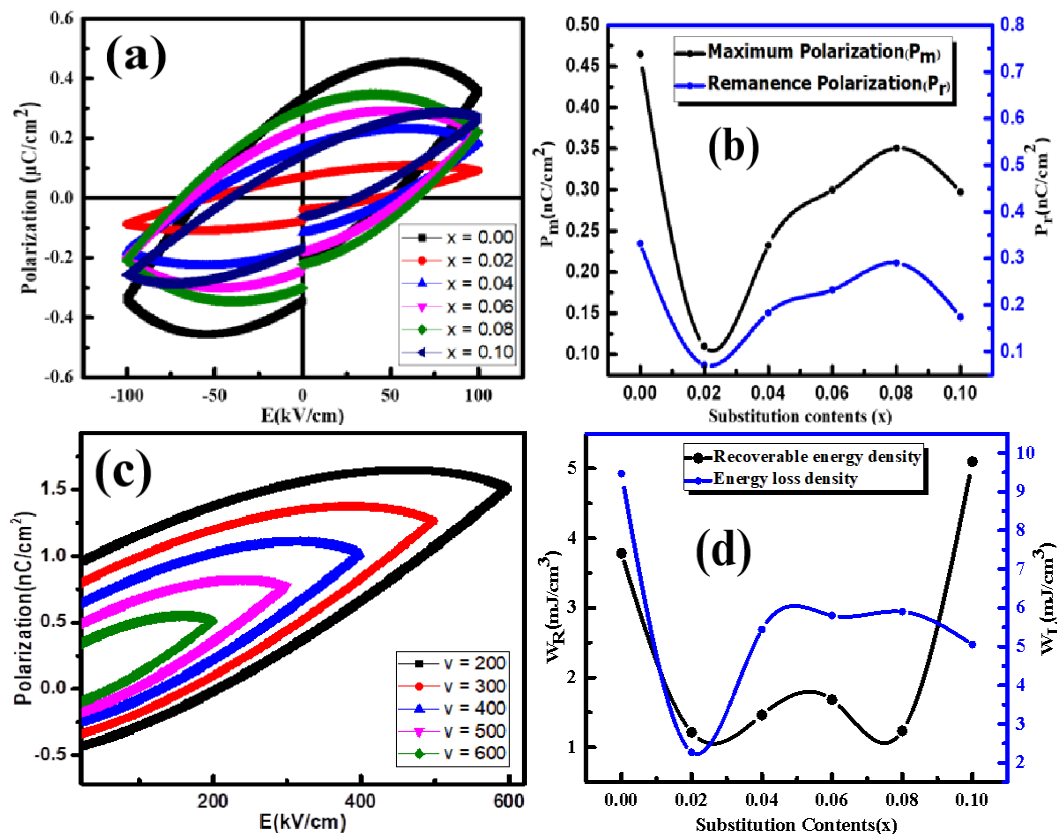 (a)
Polarization (µC/cm²)
0.6
0.4
0.2
0.0
-0.2
-0.4
-0.6
x = 0.00
x = 0.02
x = 0.04
x = 0.06
x = 0.08
x = 0.10
-100 -50 0 50 100
E(kV/cm)
(b)
Pm(nC/cm²)
0.45
0.40
0.35
0.30
0.25
0.20
0.15
0.10
Maximum Polarization(Pm)
Remanence Polarization(Pr)
0.8
0.7
0.6
0.5
0.4
0.3
0.2
0.1
Pr(nC/cm²)
0.00 0.02 0.04 0.06 0.08 0.10
Substitution contents (x)
(c)
Polarization(nC/cm²)
1.5
1.0
0.5
0.0
-0.5
v = 200
v = 300
v = 400
v = 500
v = 600
200 400 600
E(kV/cm)
(d)
WR(mJ/cm³)
5
4
3
2
1
Recoverable energy density
Energy loss density
10
9
8
7
6
5
4
3
2
WL(mJ/cm³)
0.00 0.02 0.04 0.06 0.08 0.10
Substitution Contents(x)